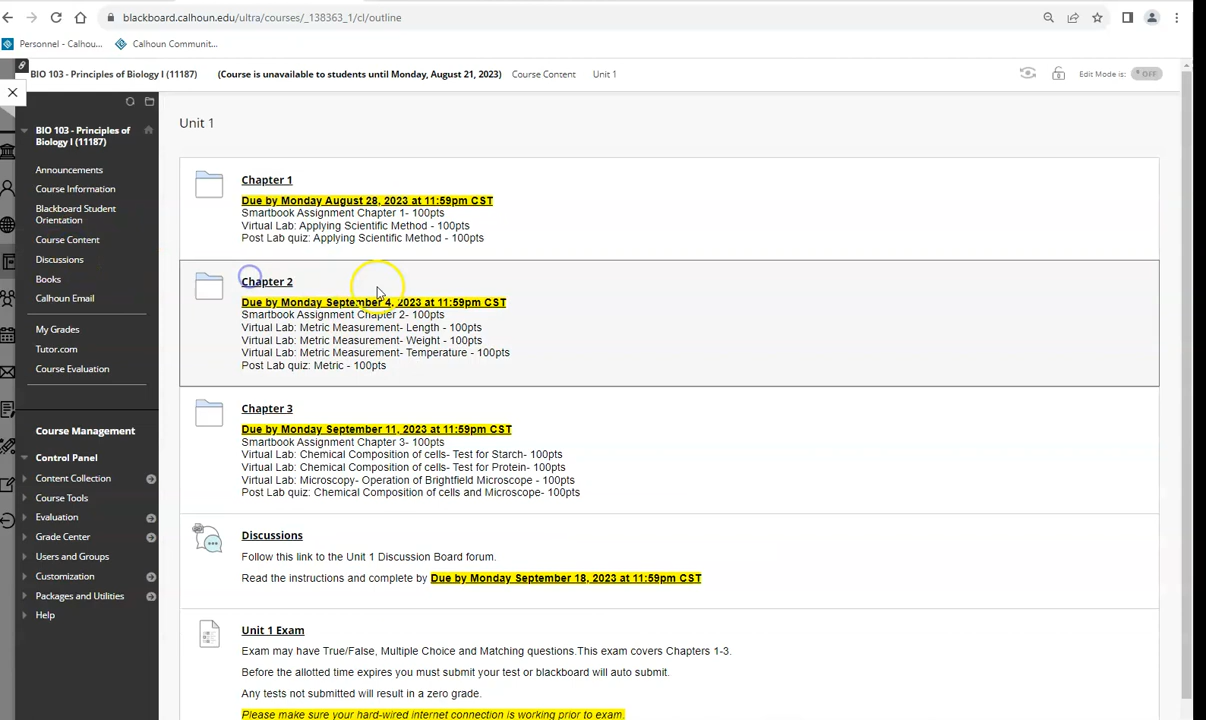 blackboard.calhoun.edu/ultra/courses/_138363_1/cl/outline
Personnel - Calhou...
Calhoun Communit...
BIO 103 - Principles of Biology I (11187)
(Course is unavailable to students until Monday, August 21, 2023)
Course Content
Unit 1
Edit Mode is:
OFF
BIO 103 - Principles of
Biology I (11187)
Announcements
Course Information
Blackboard Student
Orientation
Course Content
Discussions
Books
Calhoun Email
My Grades
Tutor.com
Course Evaluation
Course Management
Control Panel
Content Collection
Course Tools
Evaluation
Grade Center
Users and Groups
Customization
Packages and Utilities
Help
Unit 1
Chapter 1
Due by Monday August 28, 2023 at 11:59pm CST
Smartbook Assignment Chapter 1- 100pts
Virtual Lab: Applying Scientific Method - 100pts
Post Lab quiz: Applying Scientific Method - 100pts
Chapter 2
Due by Monday September 4, 2023 at 11:59pm CST
Smartbook Assignment Chapter 2- 100pts
Virtual Lab: Metric Measurement- Length - 100pts
Virtual Lab: Metric Measurement- Weight - 100pts
Virtual Lab: Metric Measurement- Temperature - 100pts
Post Lab quiz: Metric - 100pts
Chapter 3
Due by Monday September 11, 2023 at 11:59pm CST
Smartbook Assignment Chapter 3- 100pts
Virtual Lab: Chemical Composition of cells- Test for Starch- 100pts
Virtual Lab: Chemical Composition of cells- Test for Protein- 100pts
Virtual Lab: Microscopy- Operation of Brightfield Microscope - 100pts
Post Lab quiz: Chemical Composition of cells and Microscope- 100pts
Discussions
Follow this link to the Unit 1 Discussion Board forum.
Read the instructions and complete by Due by Monday September 18, 2023 at 11:59pm CST
Unit 1 Exam
Exam may have True/False, Multiple Choice and Matching questions.This exam covers Chapters 1-3.
Before the allotted time expires you must submit your test or blackboard will auto submit.
Any tests not submitted will result in a zero grade.
Please make sure your hard-wired internet connection is working prior to exam.